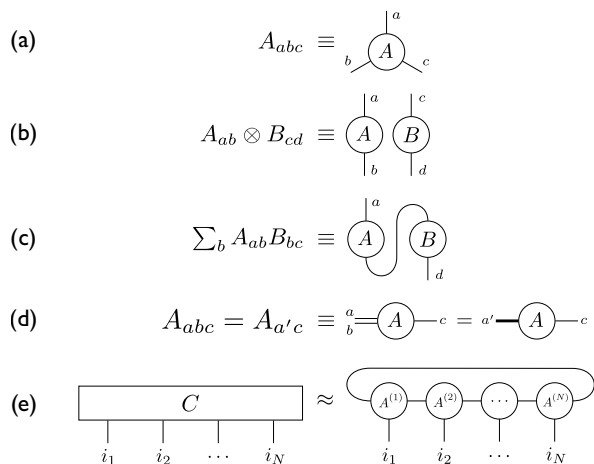 a
(a) A_{abc} ≡ A
b c
a c
(b) A_{ab} ⊗ B_{cd} ≡ A B
b d
a
(c) ∑_b A_{ab}B_{bc} ≡ A B
d
(d) A_{abc} = A_{a'c} ≡ a b A c = a' A c
(e) C ≈ A^{(1)} A^{(2)} ⋯ A^{(N)}
i_1 i_2 ⋯ i_N i_1 i_2 ⋯ i_N